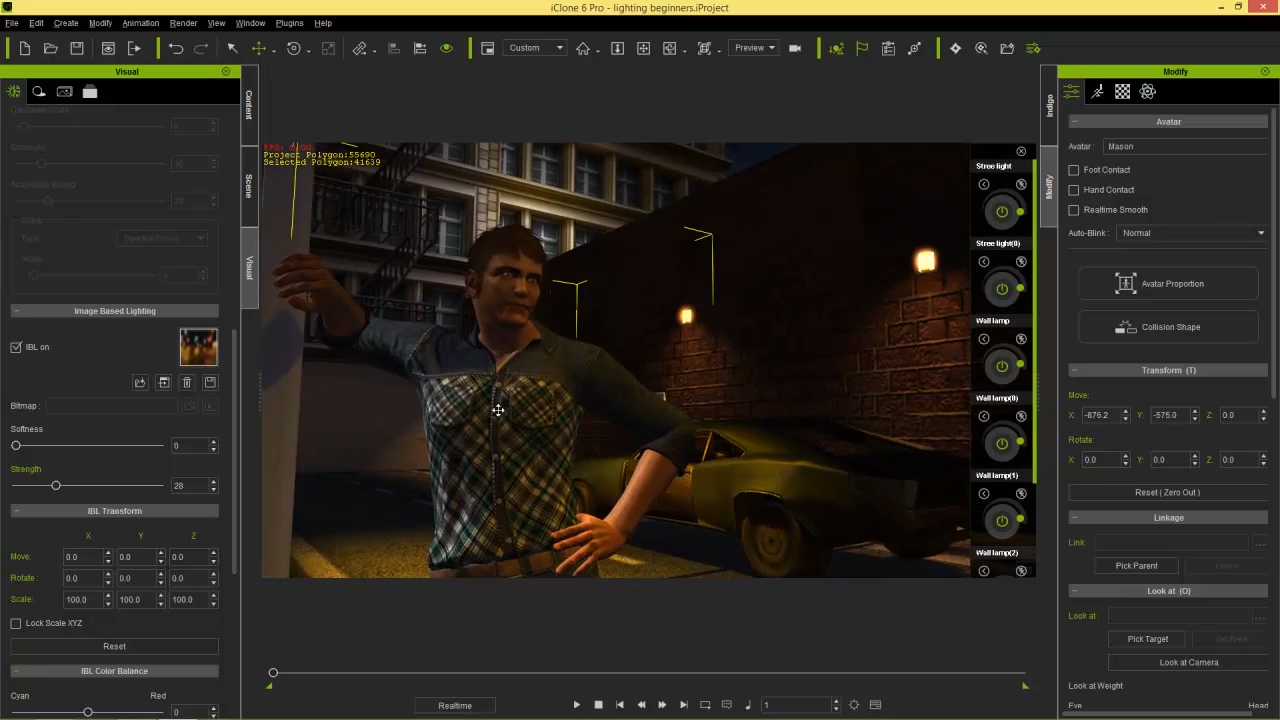 iClone 6 Pro - lighting beginners.iProject
File Edit Create Modify Animation Render View Window Plugins Help
Custom Preview
Visual
Modify
Content
Scene
Visual
Indigo
Modify
Exposure
Adaptation Speed
20
Glare
Type:
Image Based Lighting
IBL on
Bitmap:
Softness
0
Strength
28
IBL Transform
X Y Z
Move: 0.0 0.0 0.0
Rotate: 0.0 0.0 0.0
Scale: 100.0 100.0 100.0
Lock Scale XYZ
Reset
IBL Color Balance
Cyan Red
0
Project Polygon:55690
Selected Polygon:41639
Stree light
Stree light(0)
Wall lamp
Wall lamp(0)
Wall lamp(1)
Wall lamp(2)
Realtime
1
Avatar
Avatar: Mason
Foot Contact
Hand Contact
Realtime Smooth
Auto-Blink: Normal
Avatar Proportion
Collision Shape
Transform (T)
Move:
X: -876.2 Y: -575.0 Z: 0.0
Rotate:
X: 0.0 Y: 0.0 Z: 0.0
Reset ( Zero Out )
Linkage
Link:
Pick Parent
Look at (O)
Look at:
Pick Target
Look at Camera
Look at Weight
Eye Head